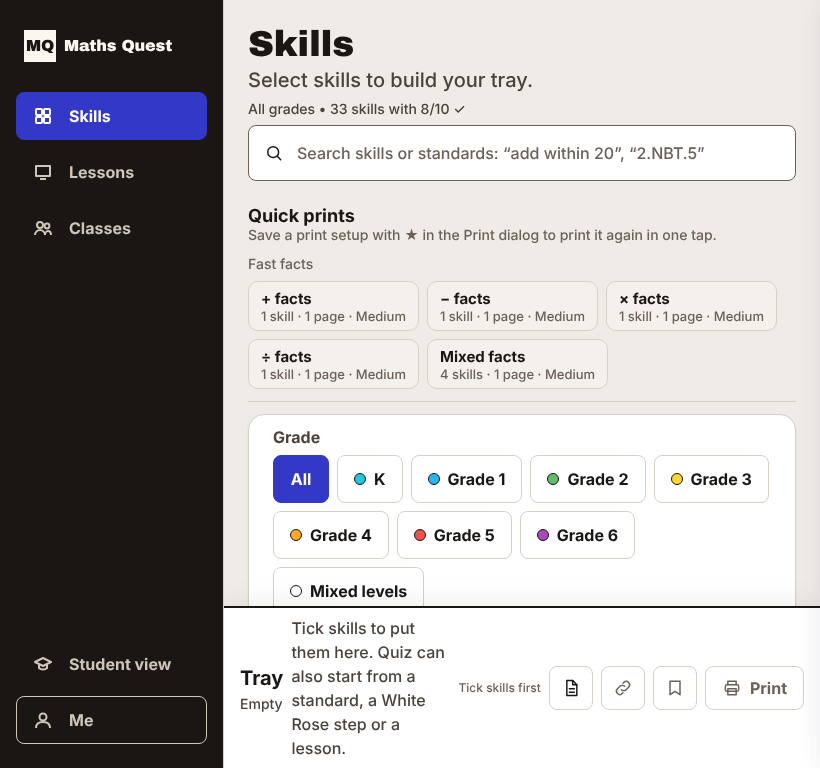 MQ Maths Quest
Skills
Lessons
Classes
Student view
Me
Skills
Select skills to build your tray.
All grades • 33 skills with 8/10 ✓
Search skills or standards: “add within 20”, “2.NBT.5”
Quick prints
Save a print setup with ★ in the Print dialog to print it again in one tap.
Fast facts
+ facts
1 skill · 1 page · Medium
− facts
1 skill · 1 page · Medium
× facts
1 skill · 1 page · Medium
÷ facts
1 skill · 1 page · Medium
Mixed facts
4 skills · 1 page · Medium
Grade
All
K
Grade 1
Grade 2
Grade 3
Grade 4
Grade 5
Grade 6
Mixed levels
Tray
Empty
Tick skills to put
them here. Quiz can
also start from a
standard, a White
Rose step or a
lesson.
Tick skills first
Print